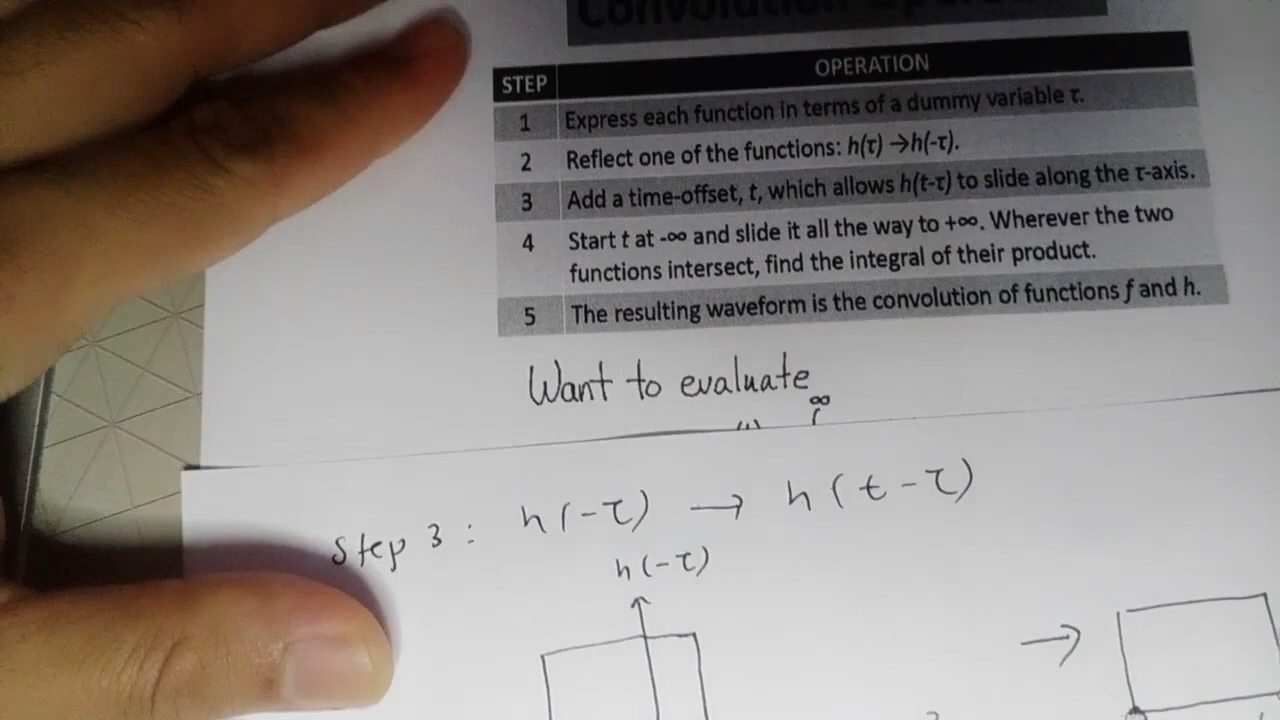 STEP OPERATION
1 Express each function in terms of a dummy variable τ.
2 Reflect one of the functions: h(τ) →h(-τ).
3 Add a time-offset, t, which allows h(t-τ) to slide along the τ-axis.
4 Start t at -∞ and slide it all the way to +∞. Wherever the two
functions intersect, find the integral of their product.
5 The resulting waveform is the convolution of functions f and h.
Want to evaluate
∞
Step 3 : h(-τ) → h(t-τ)
h(-τ)
→